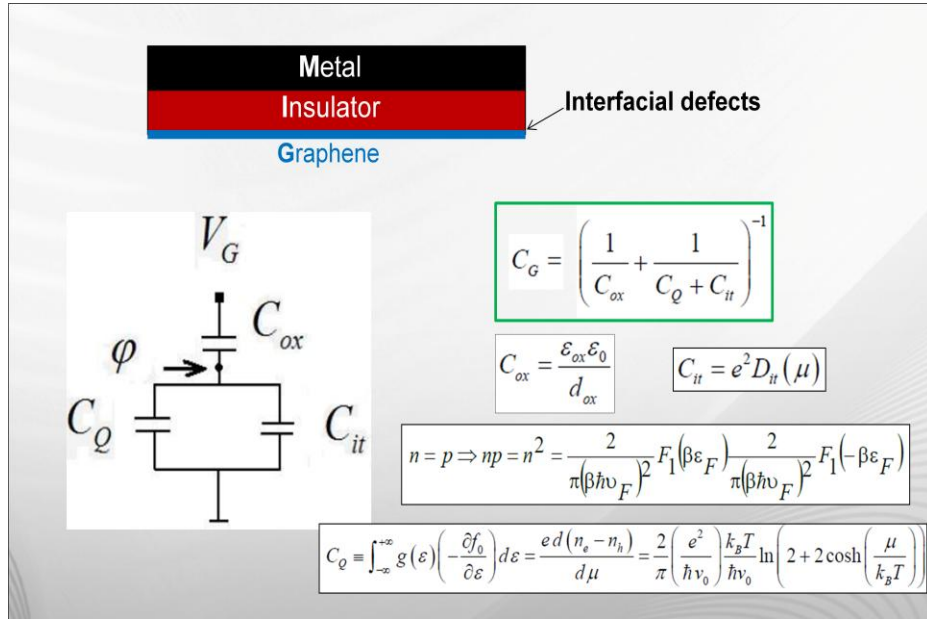 Metal
Insulator
Interfacial defects
Graphene
V_G
C_G = (1/C_ox + 1/(C_Q + C_it))^{-1}
C_ox
φ
C_ox = ε_ox ε_0 / d_ox
C_it = e^2 D_it(μ)
C_Q
C_it
n = p ⇒ np = n^2 = 2/(π(βħυ_F)^2) F_1(βε_F) 2/(π(βħυ_F)^2) F_1(−βε_F)
C_Q ≡ ∫_{−∞}^{+∞} g(ε)(−∂f_0/∂ε) dε = e d(n_e − n_h)/dμ = 2/π (e^2/ħv_0) k_B T/ħv_0 ln(2 + 2cosh(μ/k_B T))